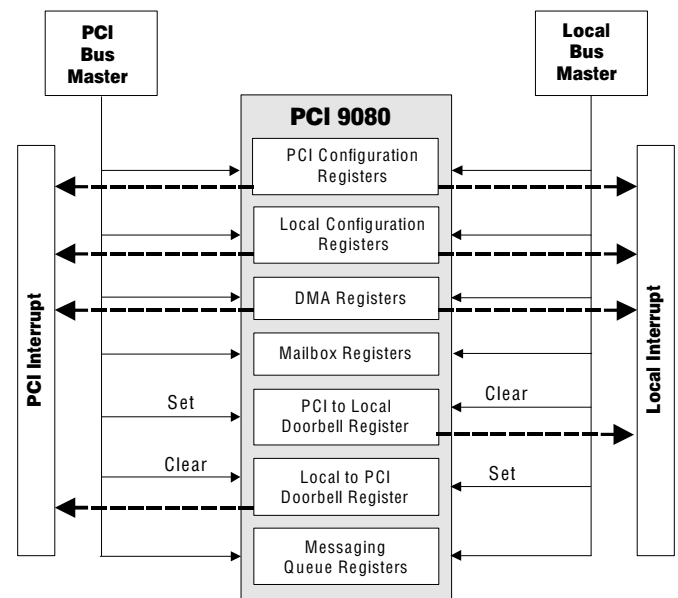 PCI
Bus
Master
Local
Bus
Master
PCI 9080
PCI Configuration
Registers
Local Configuration
Registers
DMA Registers
Mailbox Registers
Set
PCI to Local
Doorbell Register
Clear
Clear
Local to PCI
Doorbell Register
Set
Messaging
Queue Registers
PCI Interrupt
Local Interrupt